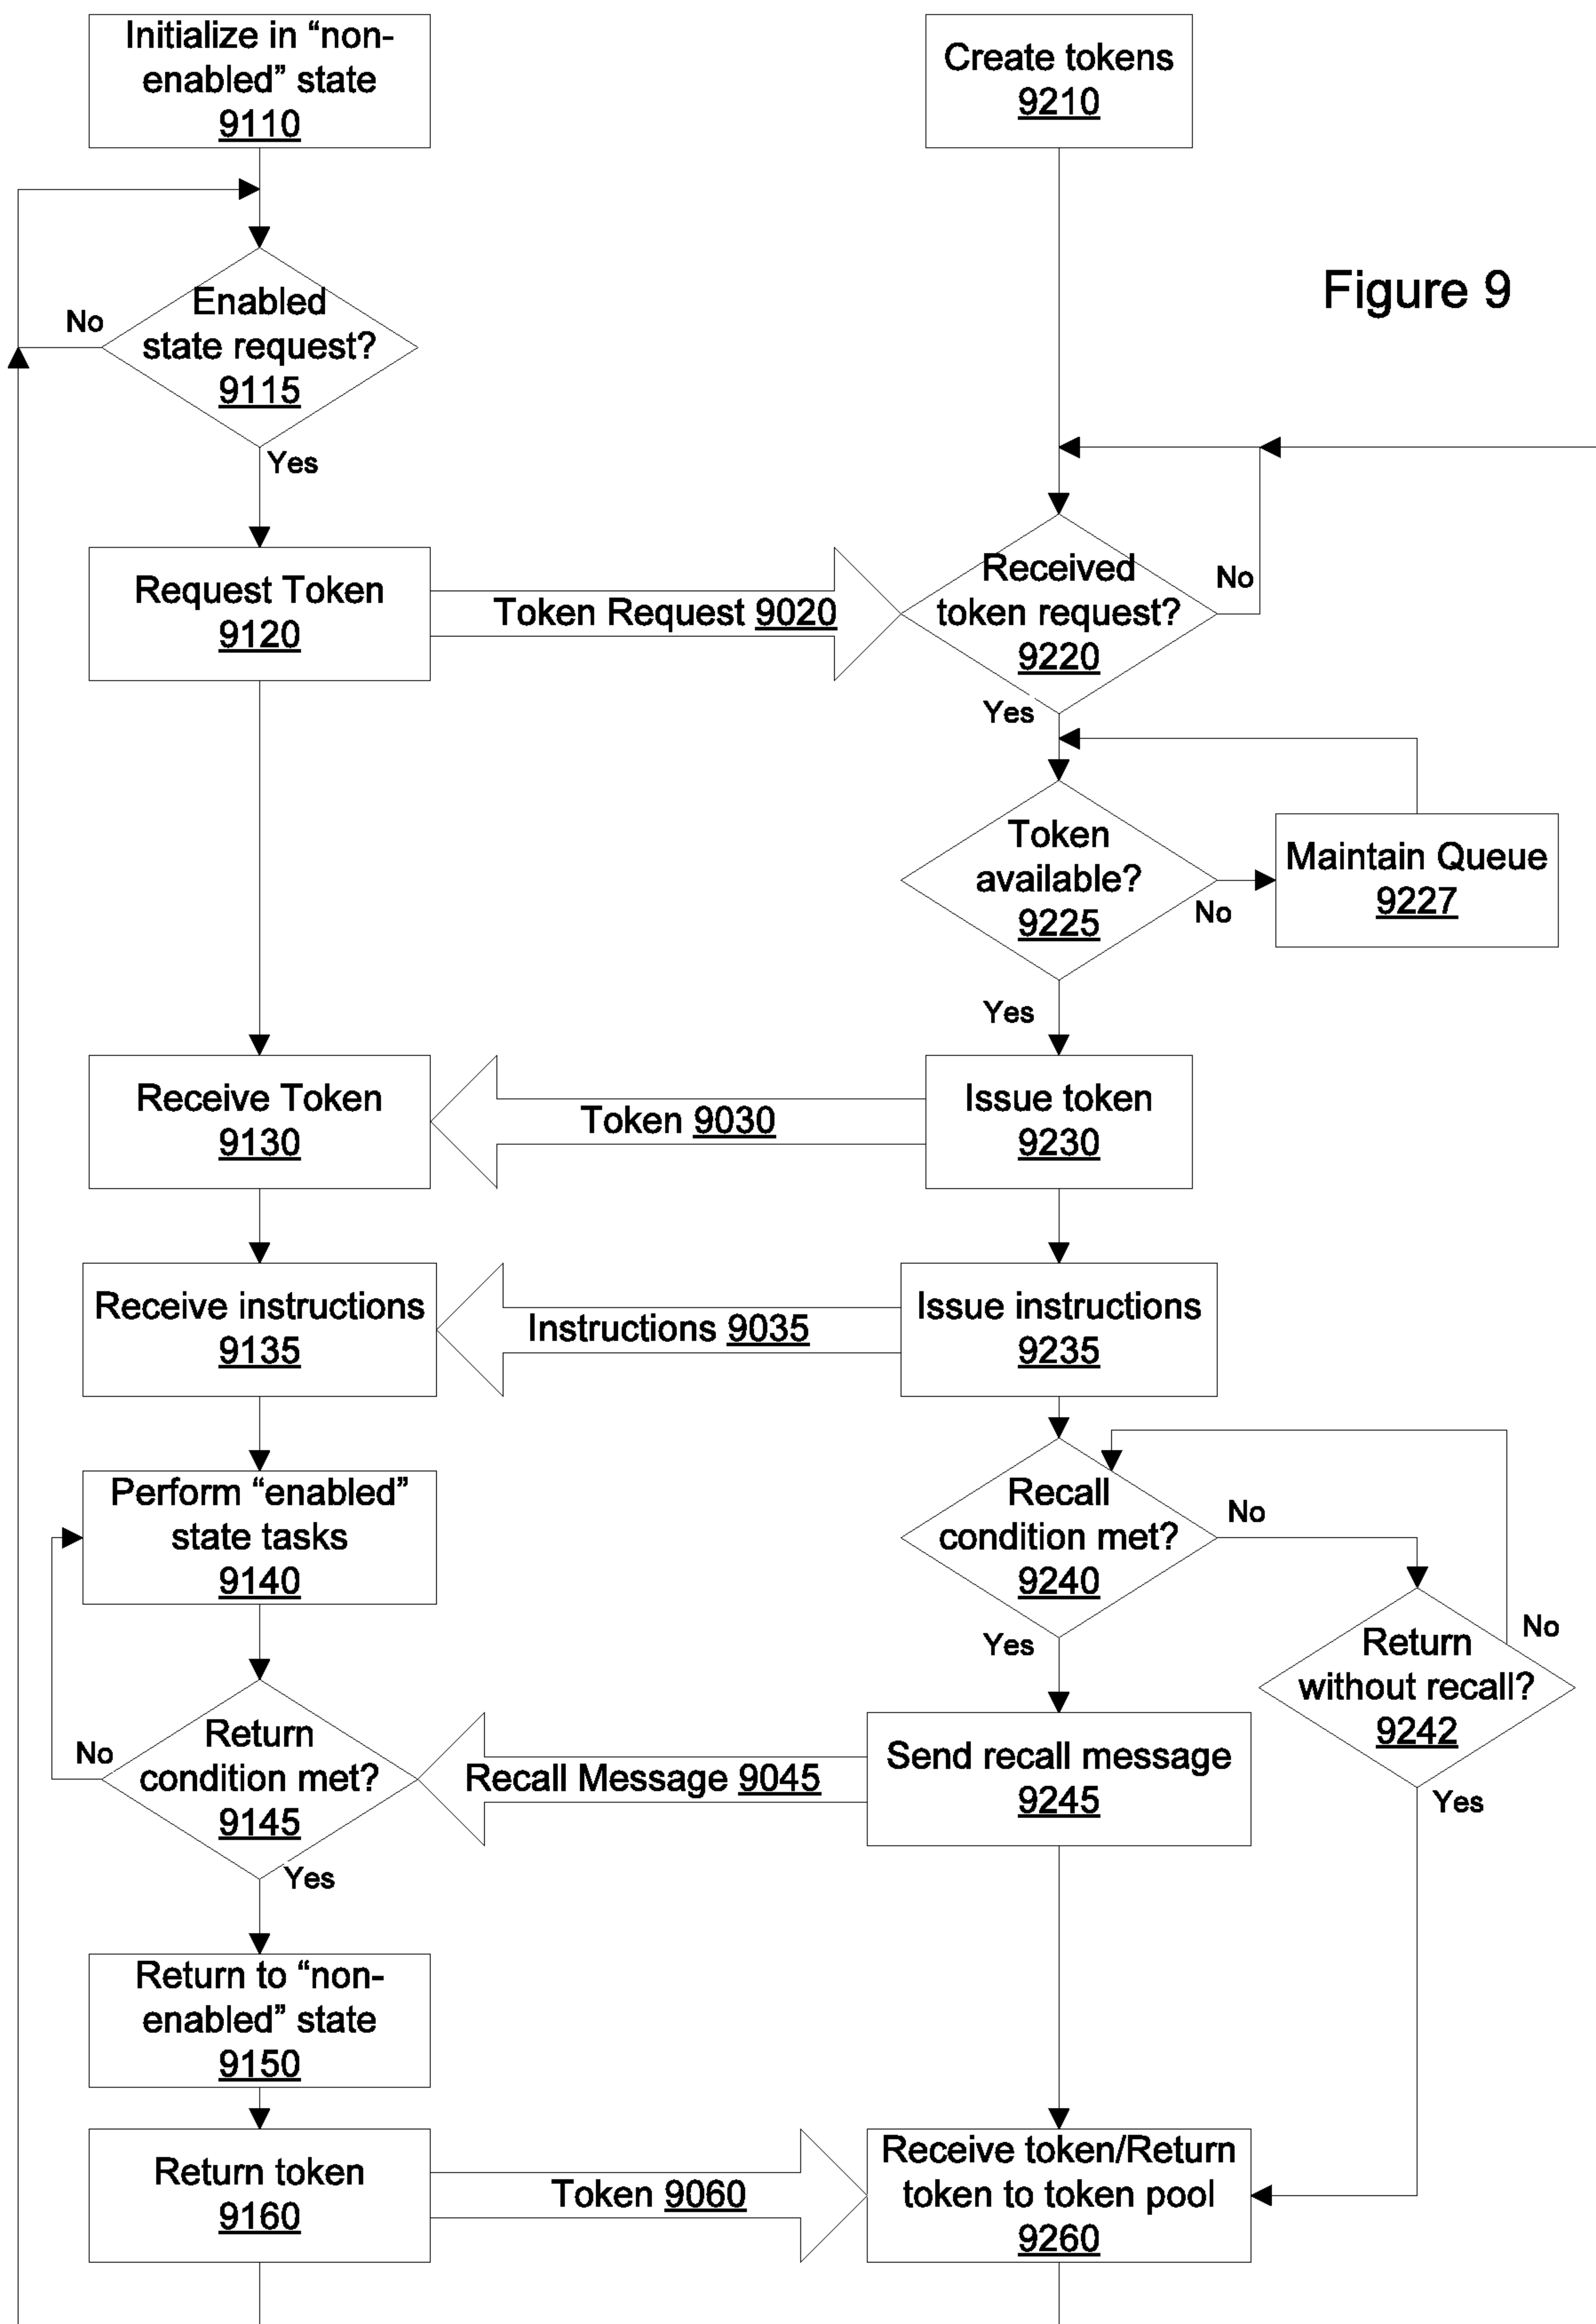 Initialize in “non-
enabled” state
9110
Create tokens
9210
Figure 9
Enabled
state request?
9115
No
Yes
Request Token
9120
Token Request 9020
Received
token request?
9220
No
Yes
Token
available?
9225
No
Maintain Queue
9227
Yes
Receive Token
9130
Token 9030
Issue token
9230
Receive instructions
9135
Instructions 9035
Issue instructions
9235
Perform “enabled”
state tasks
9140
Recall
condition met?
9240
No
Yes
Return
without recall?
9242
No
Yes
Return
condition met?
9145
No
Yes
Recall Message 9045
Send recall message
9245
Return to “non-
enabled” state
9150
Return token
9160
Token 9060
Receive token/Return
token to token pool
9260